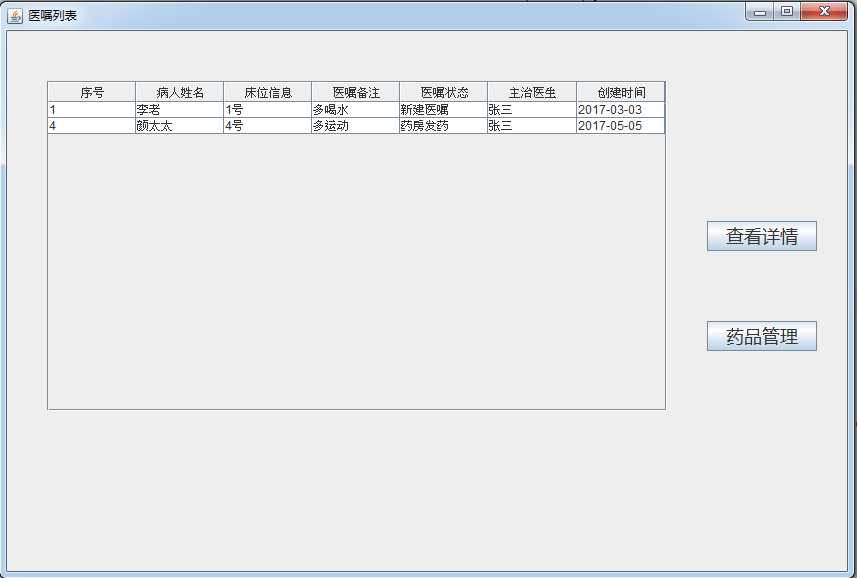 医嘱列表
序号 病人姓名 床位信息 医嘱备注 医嘱状态 主治医生 创建时间
1 李老 1号 多喝水 新建医嘱 张三 2017-03-03
4 颜太太 4号 多运动 药房发药 张三 2017-05-05
查看详情
药品管理